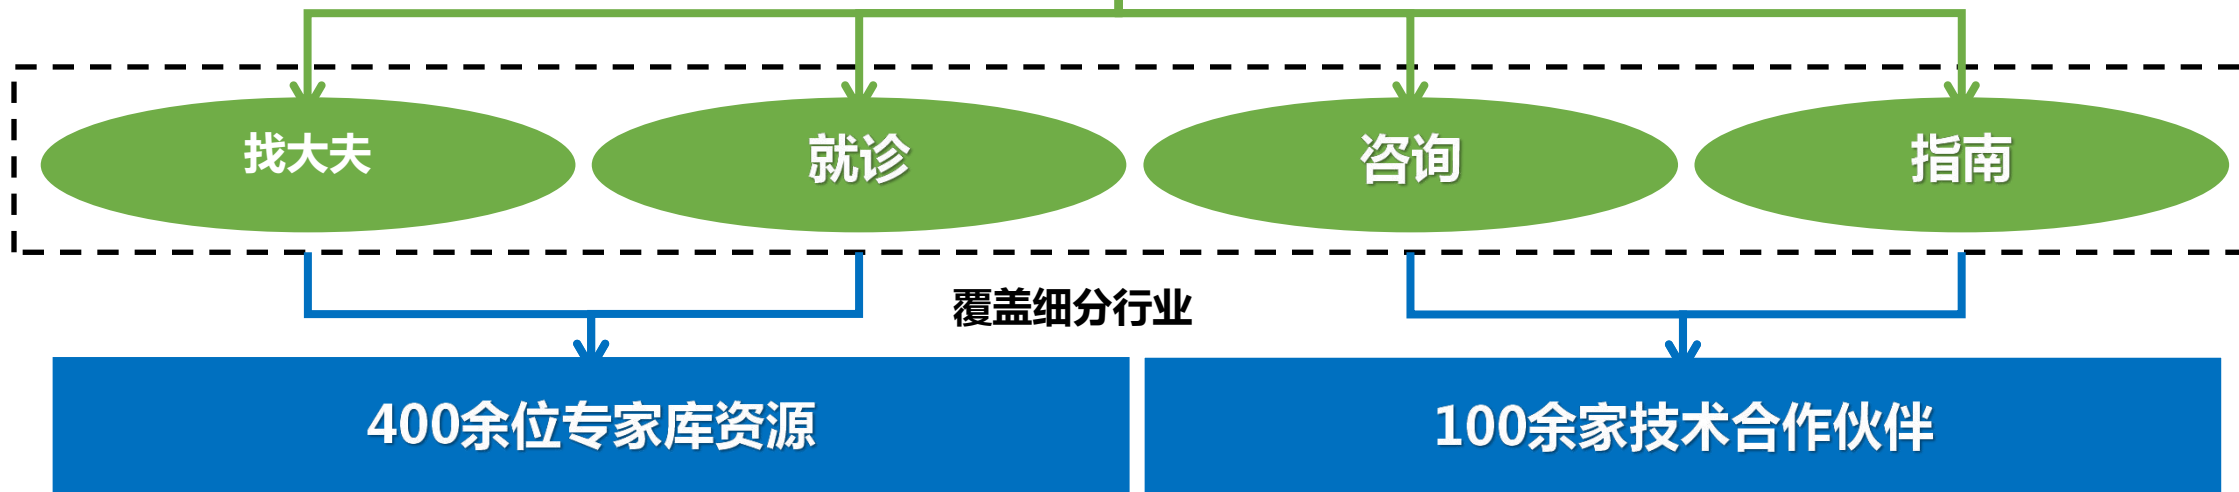 找大夫
就诊
咨询
指南
覆盖细分行业
400余位专家库资源
100余家技术合作伙伴